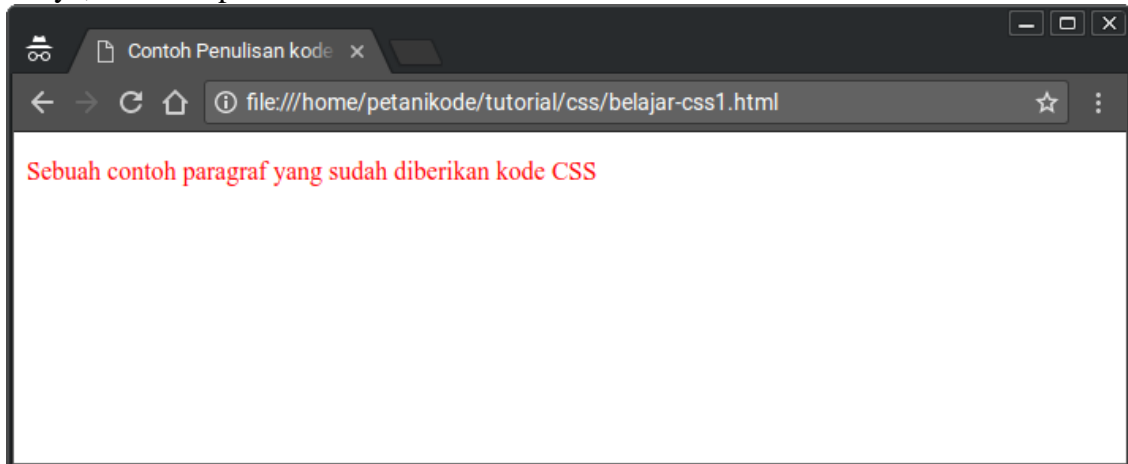 Contoh Penulisan kode
file:///home/petanikode/tutorial/css/belajar-css1.html
Sebuah contoh paragraf yang sudah diberikan kode CSS